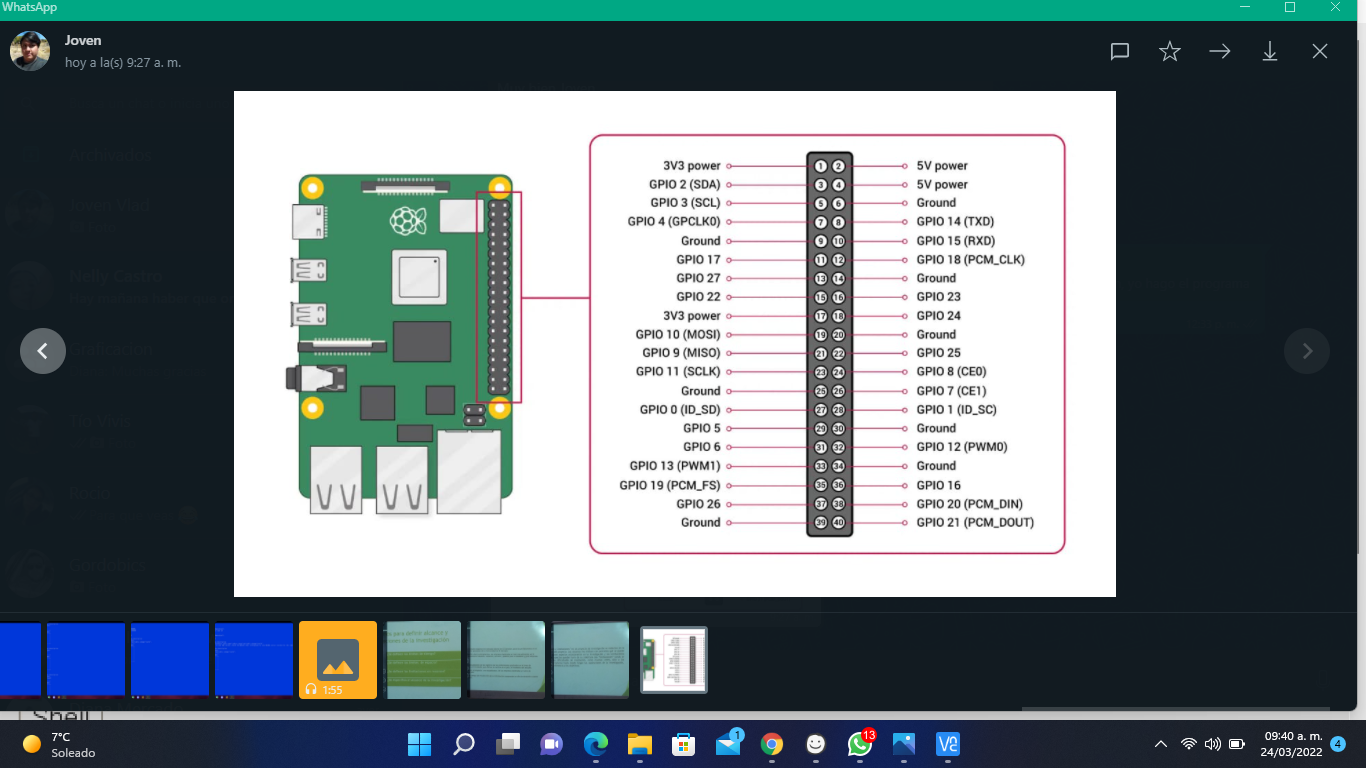 WhatsApp
Joven
hoy a la(s) 9:27 a. m.
3V3 power 1 2 5V power
GPIO 2 (SDA) 3 4 5V power
GPIO 3 (SCL) 5 6 Ground
GPIO 4 (GPCLK0) 7 8 GPIO 14 (TXD)
Ground 9 10 GPIO 15 (RXD)
GPIO 17 11 12 GPIO 18 (PCM_CLK)
GPIO 27 13 14 Ground
GPIO 22 15 16 GPIO 23
3V3 power 17 18 GPIO 24
GPIO 10 (MOSI) 19 20 Ground
GPIO 9 (MISO) 21 22 GPIO 25
GPIO 11 (SCLK) 23 24 GPIO 8 (CE0)
Ground 25 26 GPIO 7 (CE1)
GPIO 0 (ID_SD) 27 28 GPIO 1 (ID_SC)
GPIO 5 29 30 Ground
GPIO 6 31 32 GPIO 12 (PWM0)
GPIO 13 (PWM1) 33 34 Ground
GPIO 19 (PCM_FS) 35 36 GPIO 16
GPIO 26 37 38 GPIO 20 (PCM_DIN)
Ground 39 40 GPIO 21 (PCM_DOUT)
Archivados
Nelly Castro
1:55
Shell
7°C
Soleado
1
13
09:40 a. m.
24/03/2022
4